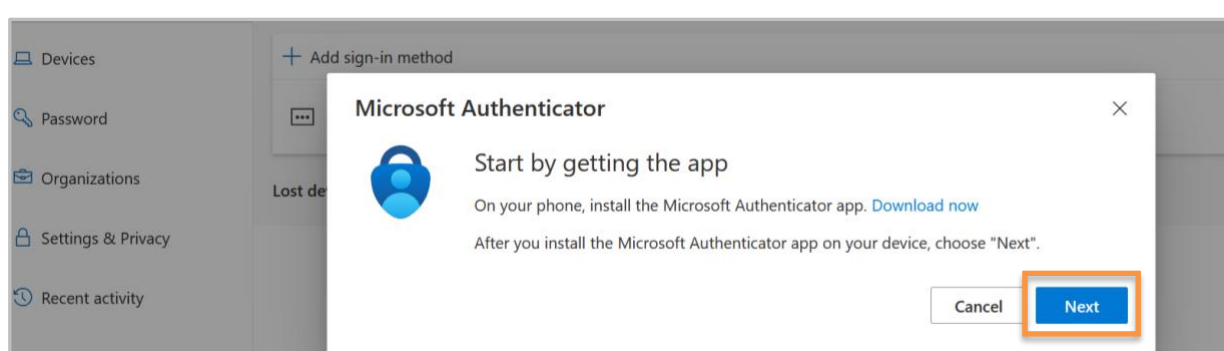 Devices
Password
Organizations
Settings & Privacy
Recent activity
Add sign-in method
Lost de
Microsoft Authenticator
Start by getting the app
On your phone, install the Microsoft Authenticator app. Download now
After you install the Microsoft Authenticator app on your device, choose "Next".
Cancel
Next